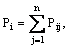 P_i = \sum_{j=1}^{n} P_{ij},